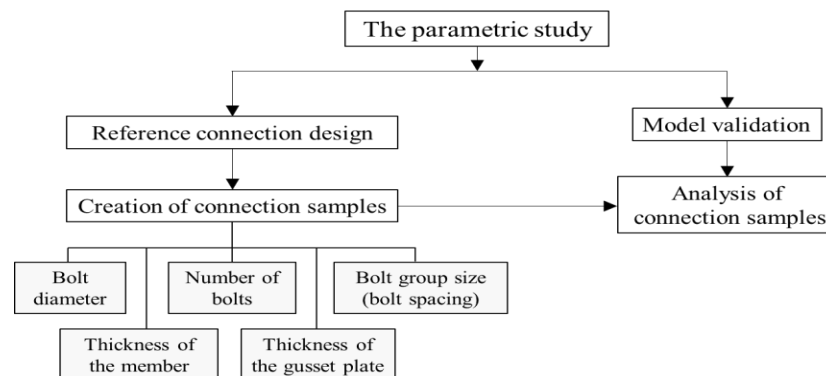 The parametric study
Reference connection design
Model validation
Creation of connection samples
Analysis of
connection samples
Bolt
diameter
Number of
bolts
Bolt group size
(bolt spacing)
Thickness of
the member
Thickness of
the gusset plate